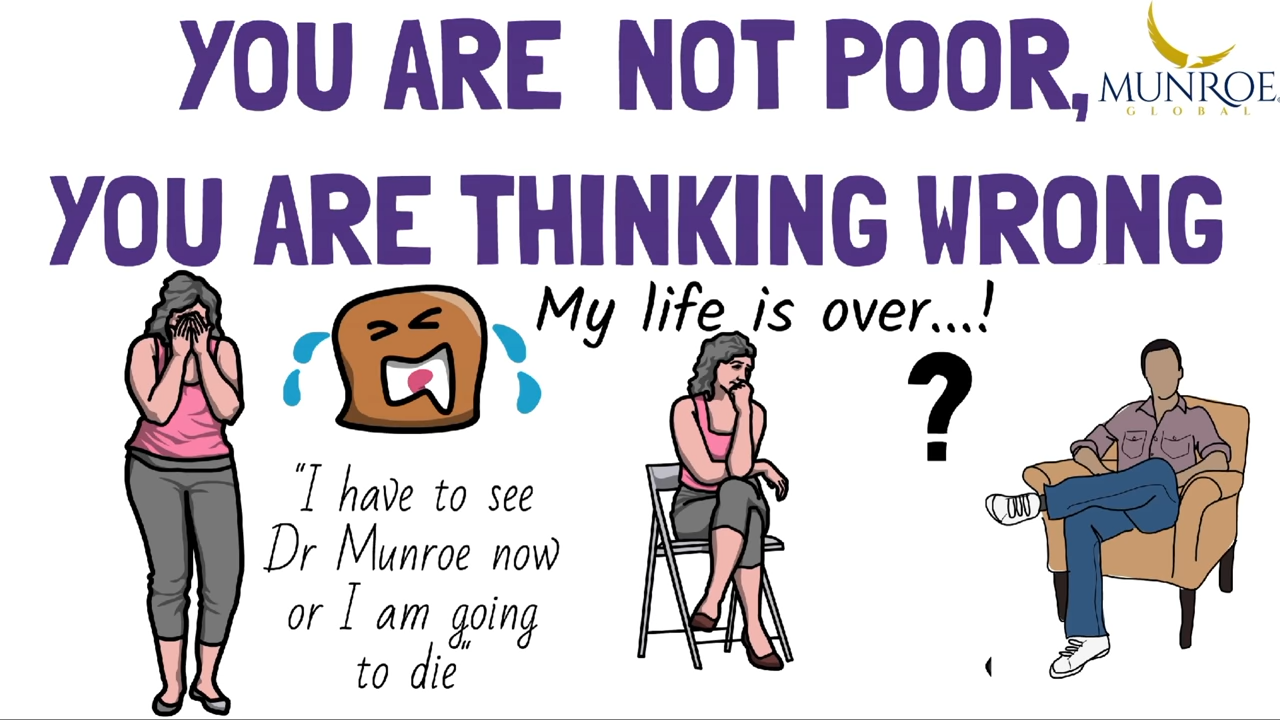 YOU ARE NOT POOR,
MUNROE
GLOBAL
YOU ARE THINKING WRONG
My life is over...!
?
"I have to see
Dr Munroe now
or I am going
to die"